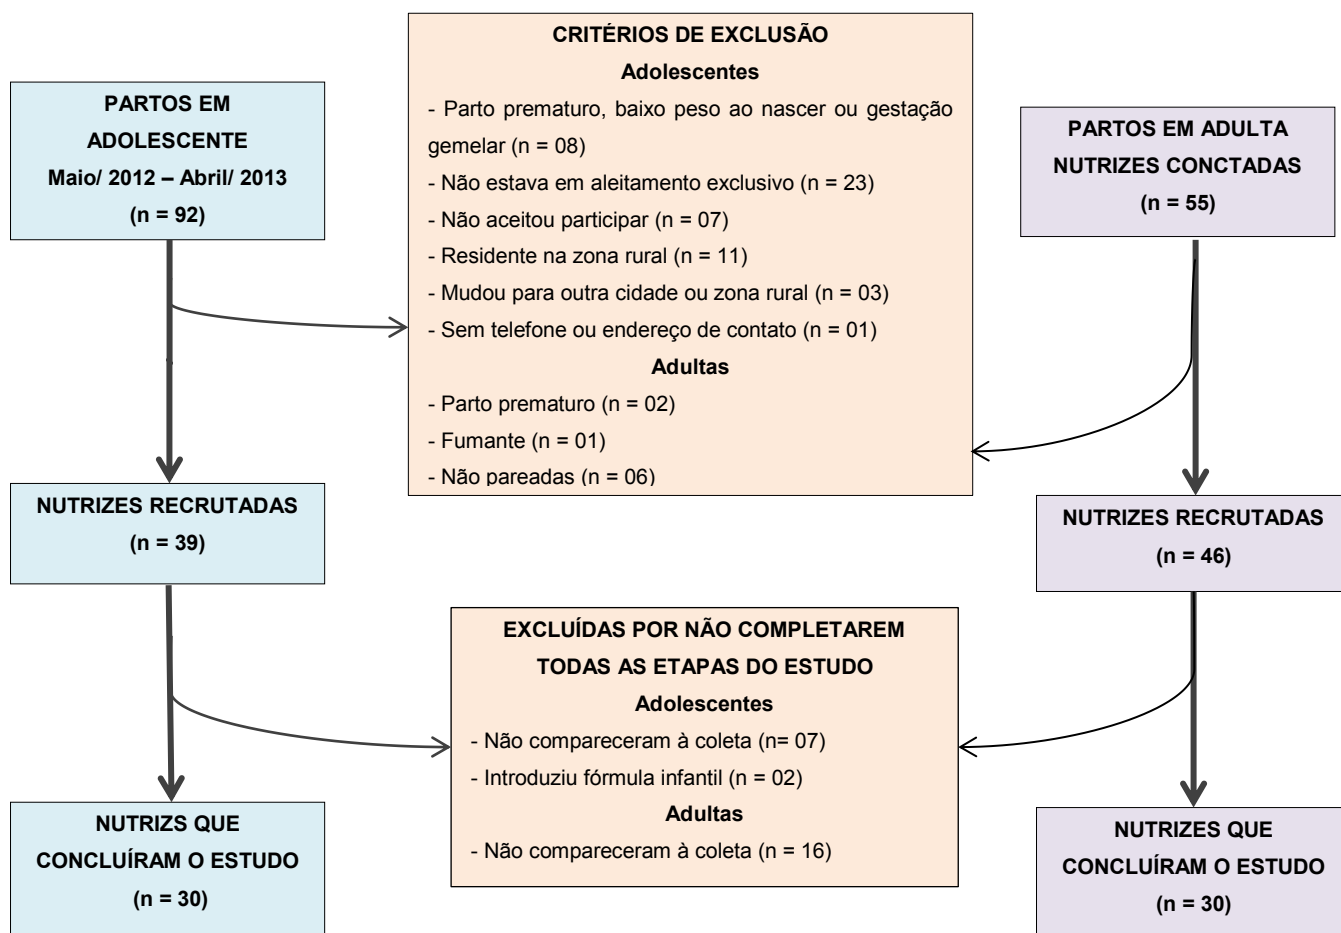 PARTOS EM
ADOLESCENTE
Maio/ 2012 – Abril/ 2013
(n = 92)
CRITÉRIOS DE EXCLUSÃO
Adolescentes
- Parto prematuro, baixo peso ao nascer ou gestação
gemelar (n = 08)
- Não estava em aleitamento exclusivo (n = 23)
- Não aceitou participar (n = 07)
- Residente na zona rural (n = 11)
- Mudou para outra cidade ou zona rural (n = 03)
- Sem telefone ou endereço de contato (n = 01)
Adultas
- Parto prematuro (n = 02)
- Fumante (n = 01)
- Não pareadas (n = 06)
PARTOS EM ADULTA
NUTRIZES CONCTADAS
(n = 55)
NUTRIZES RECRUTADAS
(n = 39)
NUTRIZES RECRUTADAS
(n = 46)
EXCLUÍDAS POR NÃO COMPLETAREM
TODAS AS ETAPAS DO ESTUDO
Adolescentes
- Não compareceram à coleta (n= 07)
- Introduziu fórmula infantil (n = 02)
Adultas
- Não compareceram à coleta (n = 16)
NUTRIZS QUE
CONCLUÍRAM O ESTUDO
(n = 30)
NUTRIZES QUE
CONCLUÍRAM O ESTUDO
(n = 30)